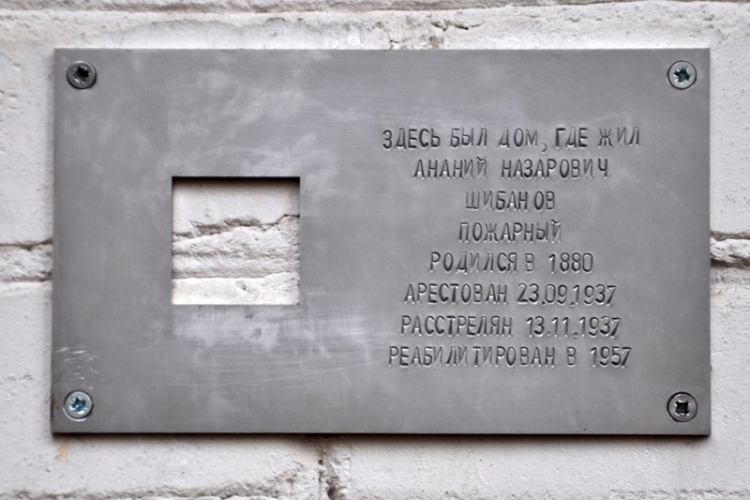 ЗДЕСЬ БЫЛ ДОМ, ГДЕ ЖИЛ
АНАНИЙ НАЗАРОВИЧ
ШИБАНОВ
ПОЖАРНЫЙ
РОДИЛСЯ В 1880
АРЕСТОВАН 23.09.1937
РАССТРЕЛЯН 13.11.1937
РЕАБИЛИТИРОВАН В 1957